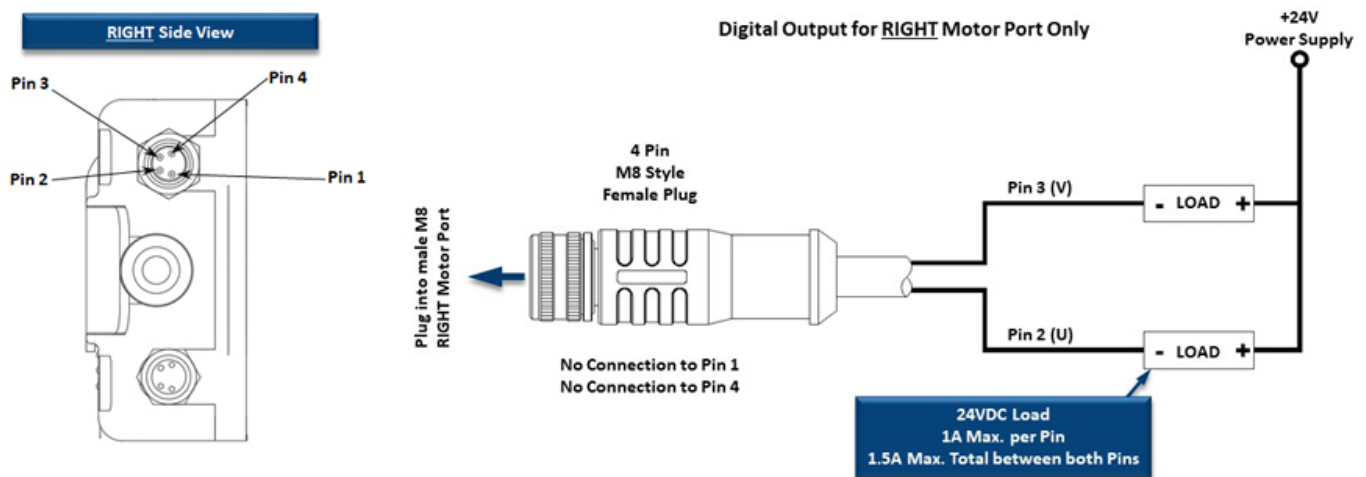 RIGHT Side View
Pin 3
Pin 4
Pin 2
Pin 1
Digital Output for RIGHT Motor Port Only
+24V
Power Supply
4 Pin
M8 Style
Female Plug
Plug into male M8
RIGHT Motor Port
No Connection to Pin 1
No Connection to Pin 4
Pin 3 (V)
- LOAD +
Pin 2 (U)
- LOAD +
24VDC Load
1A Max. per Pin
1.5A Max. Total between both Pins